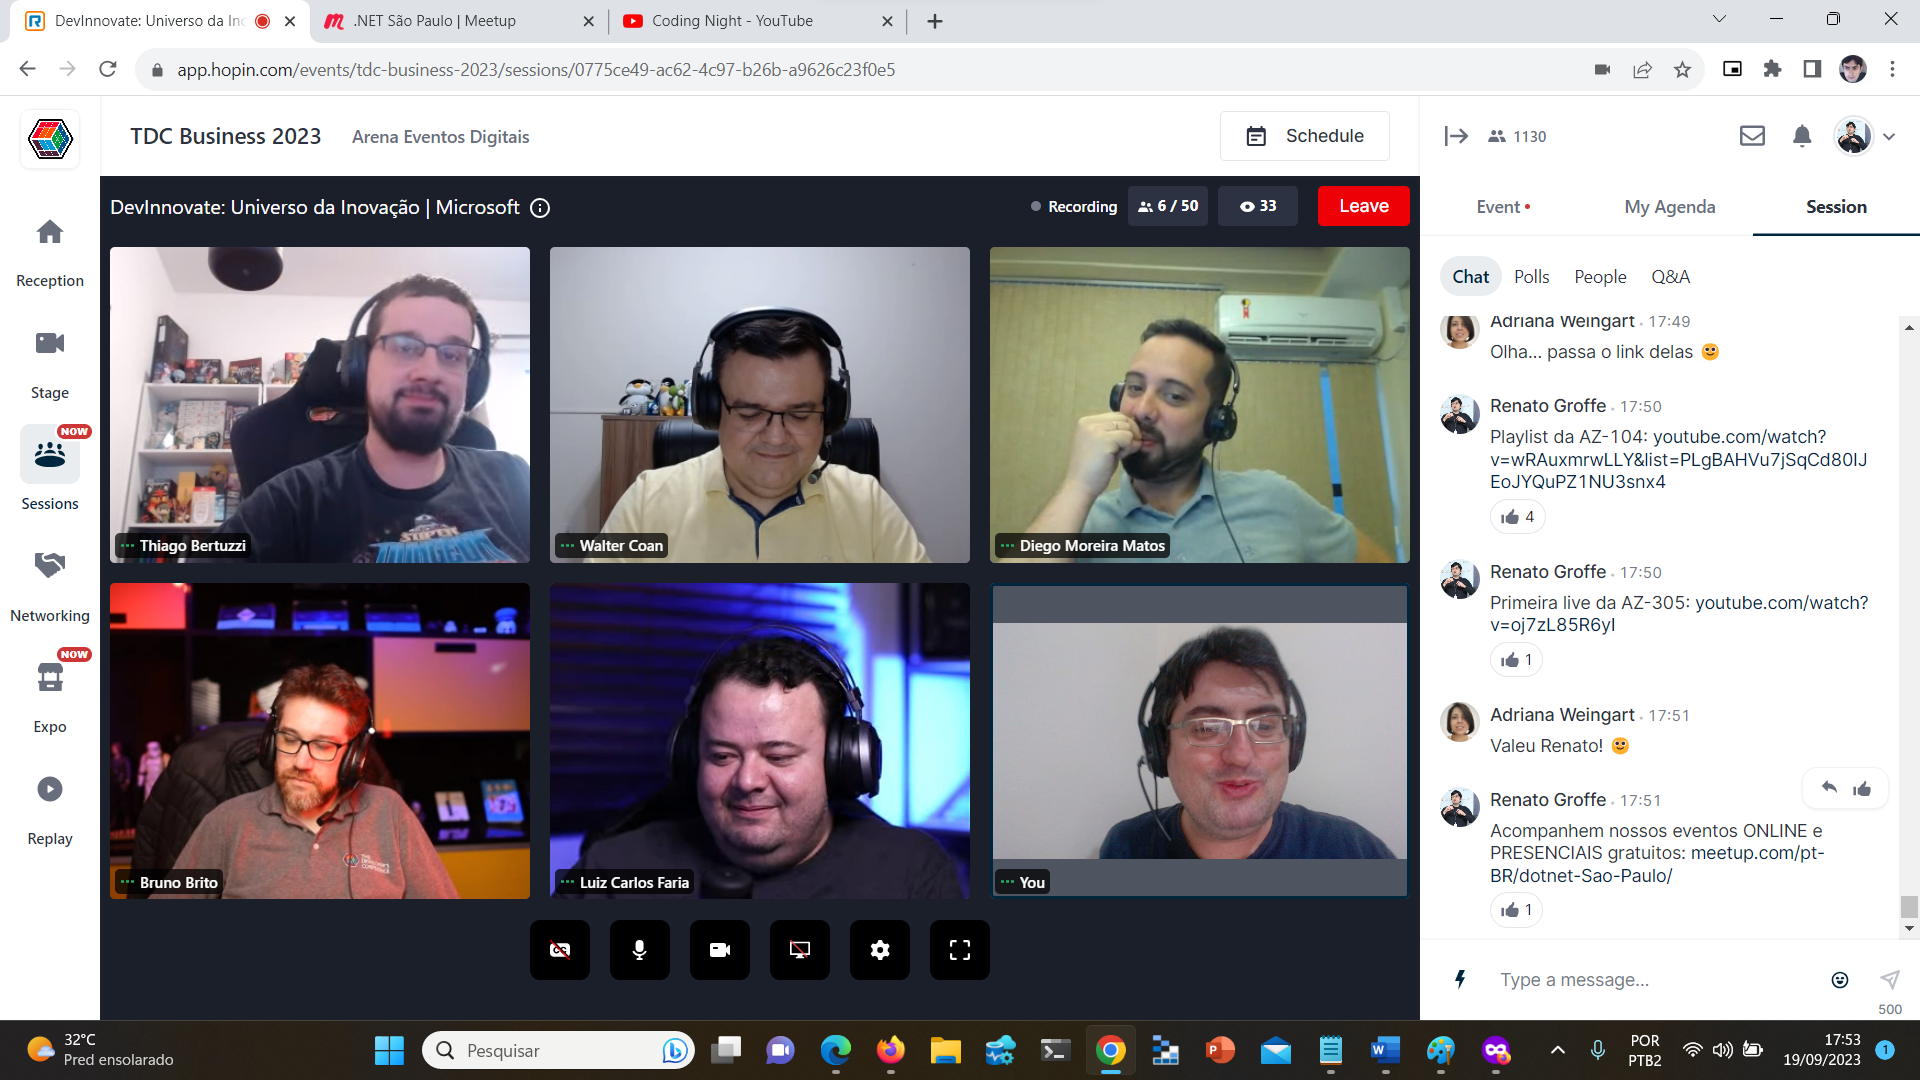 DevInnovate: Universo da In
.NET São Paulo | Meetup
Coding Night - YouTube
app.hopin.com/events/tdc-business-2023/sessions/0775ce49-ac62-4c97-b26b-a9626c23f0e5
TDC Business 2023
Arena Eventos Digitais
Schedule
1130
DevInnovate: Universo da Inovação | Microsoft
Recording
6 / 50
33
Leave
Event
My Agenda
Session
Reception
Stage
NOW
Sessions
Networking
NOW
Expo
Replay
Thiago Bertuzzi
Walter Coan
Diego Moreira Matos
Bruno Brito
Luiz Carlos Faria
You
CC
Chat
Polls
People
Q&A
Adriana Weingart 17:49
Olha... passa o link delas
Renato Groffe 17:50
Playlist da AZ-104: youtube.com/watch?
v=wRAuxmrwLLY&list=PLgBAHVu7jSqCd80IJ
EoJYQuPZ1NU3snx4
4
Renato Groffe 17:50
Primeira live da AZ-305: youtube.com/watch?
v=oj7zL85R6yI
1
Adriana Weingart 17:51
Valeu Renato!
Renato Groffe 17:51
Acompanhem nossos eventos ONLINE e
PRESENCIAIS gratuitos: meetup.com/pt-
BR/dotnet-Sao-Paulo/
1
Type a message...
500
32°C
Pred ensolarado
Pesquisar
POR
PTB2
17:53
19/09/2023
1